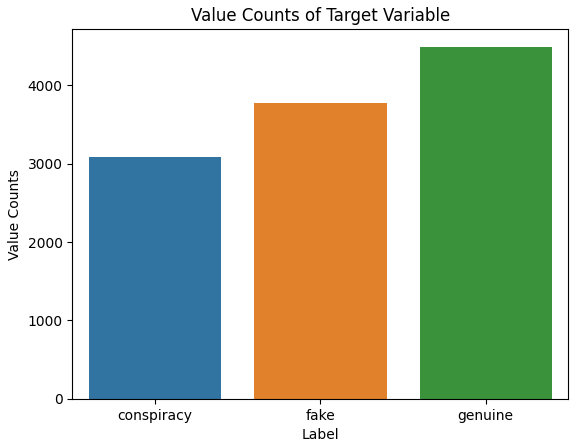 Value Counts of Target Variable
Value Counts
4000
3000
2000
1000
0
conspiracy fake genuine
Label